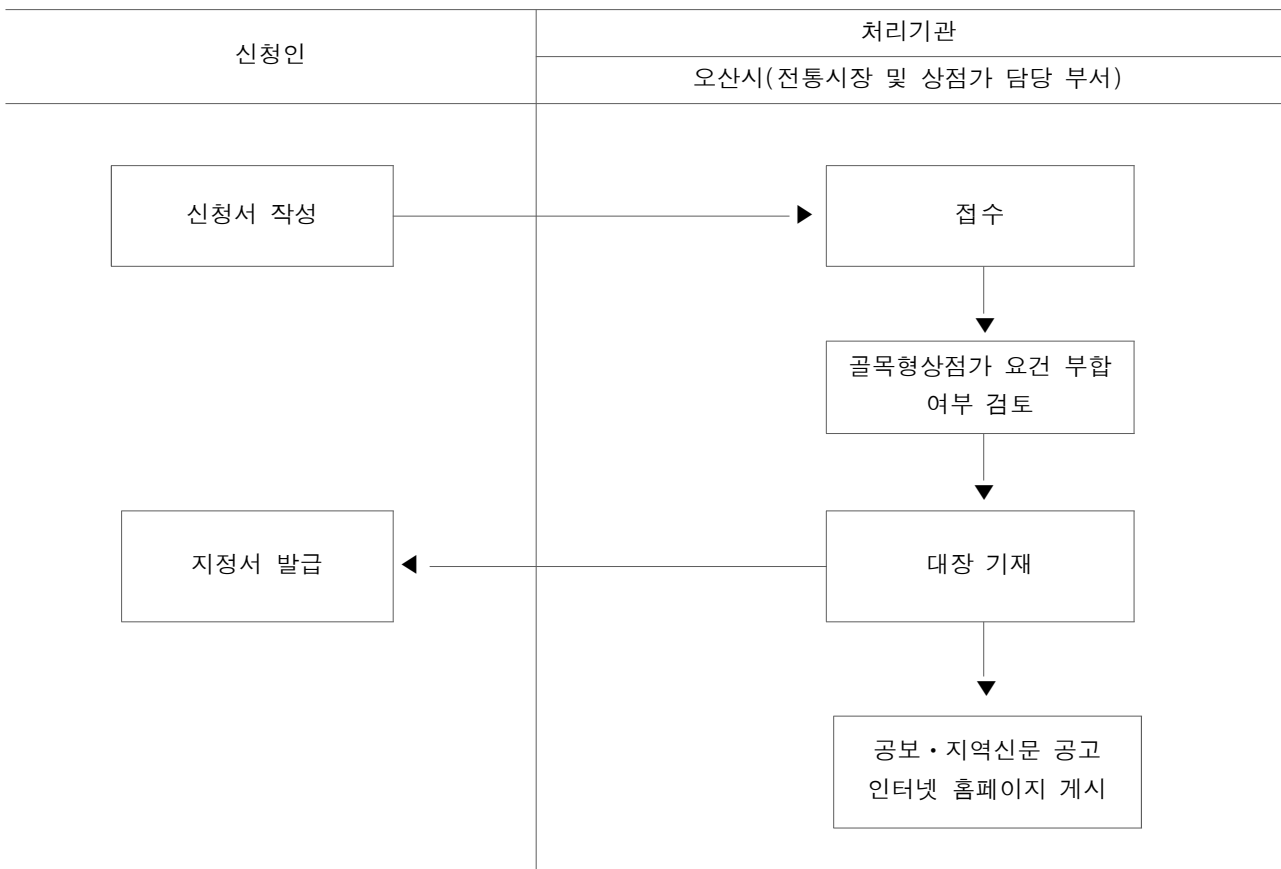 신청인
처리기관
오산시(전통시장 및 상점가 담당 부서)
신청서 작성
접수
골목형상점가 요건 부합
여부 검토
지정서 발급
대장 기재
공보·지역신문 공고
인터넷 홈페이지 게시